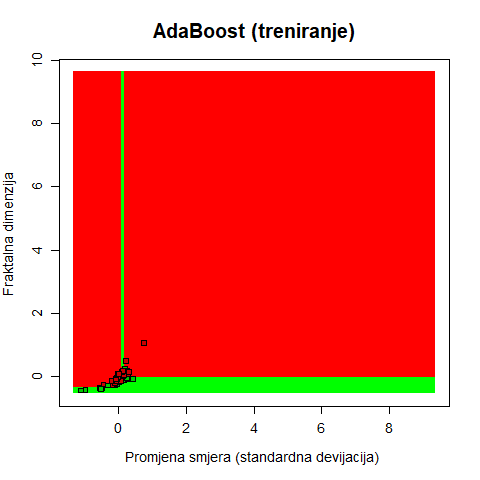 AdaBoost (treniranje)
10
8
6
4
2
0
Fraktalna dimenzija
0 2 4 6 8
Promjena smjera (standardna devijacija)